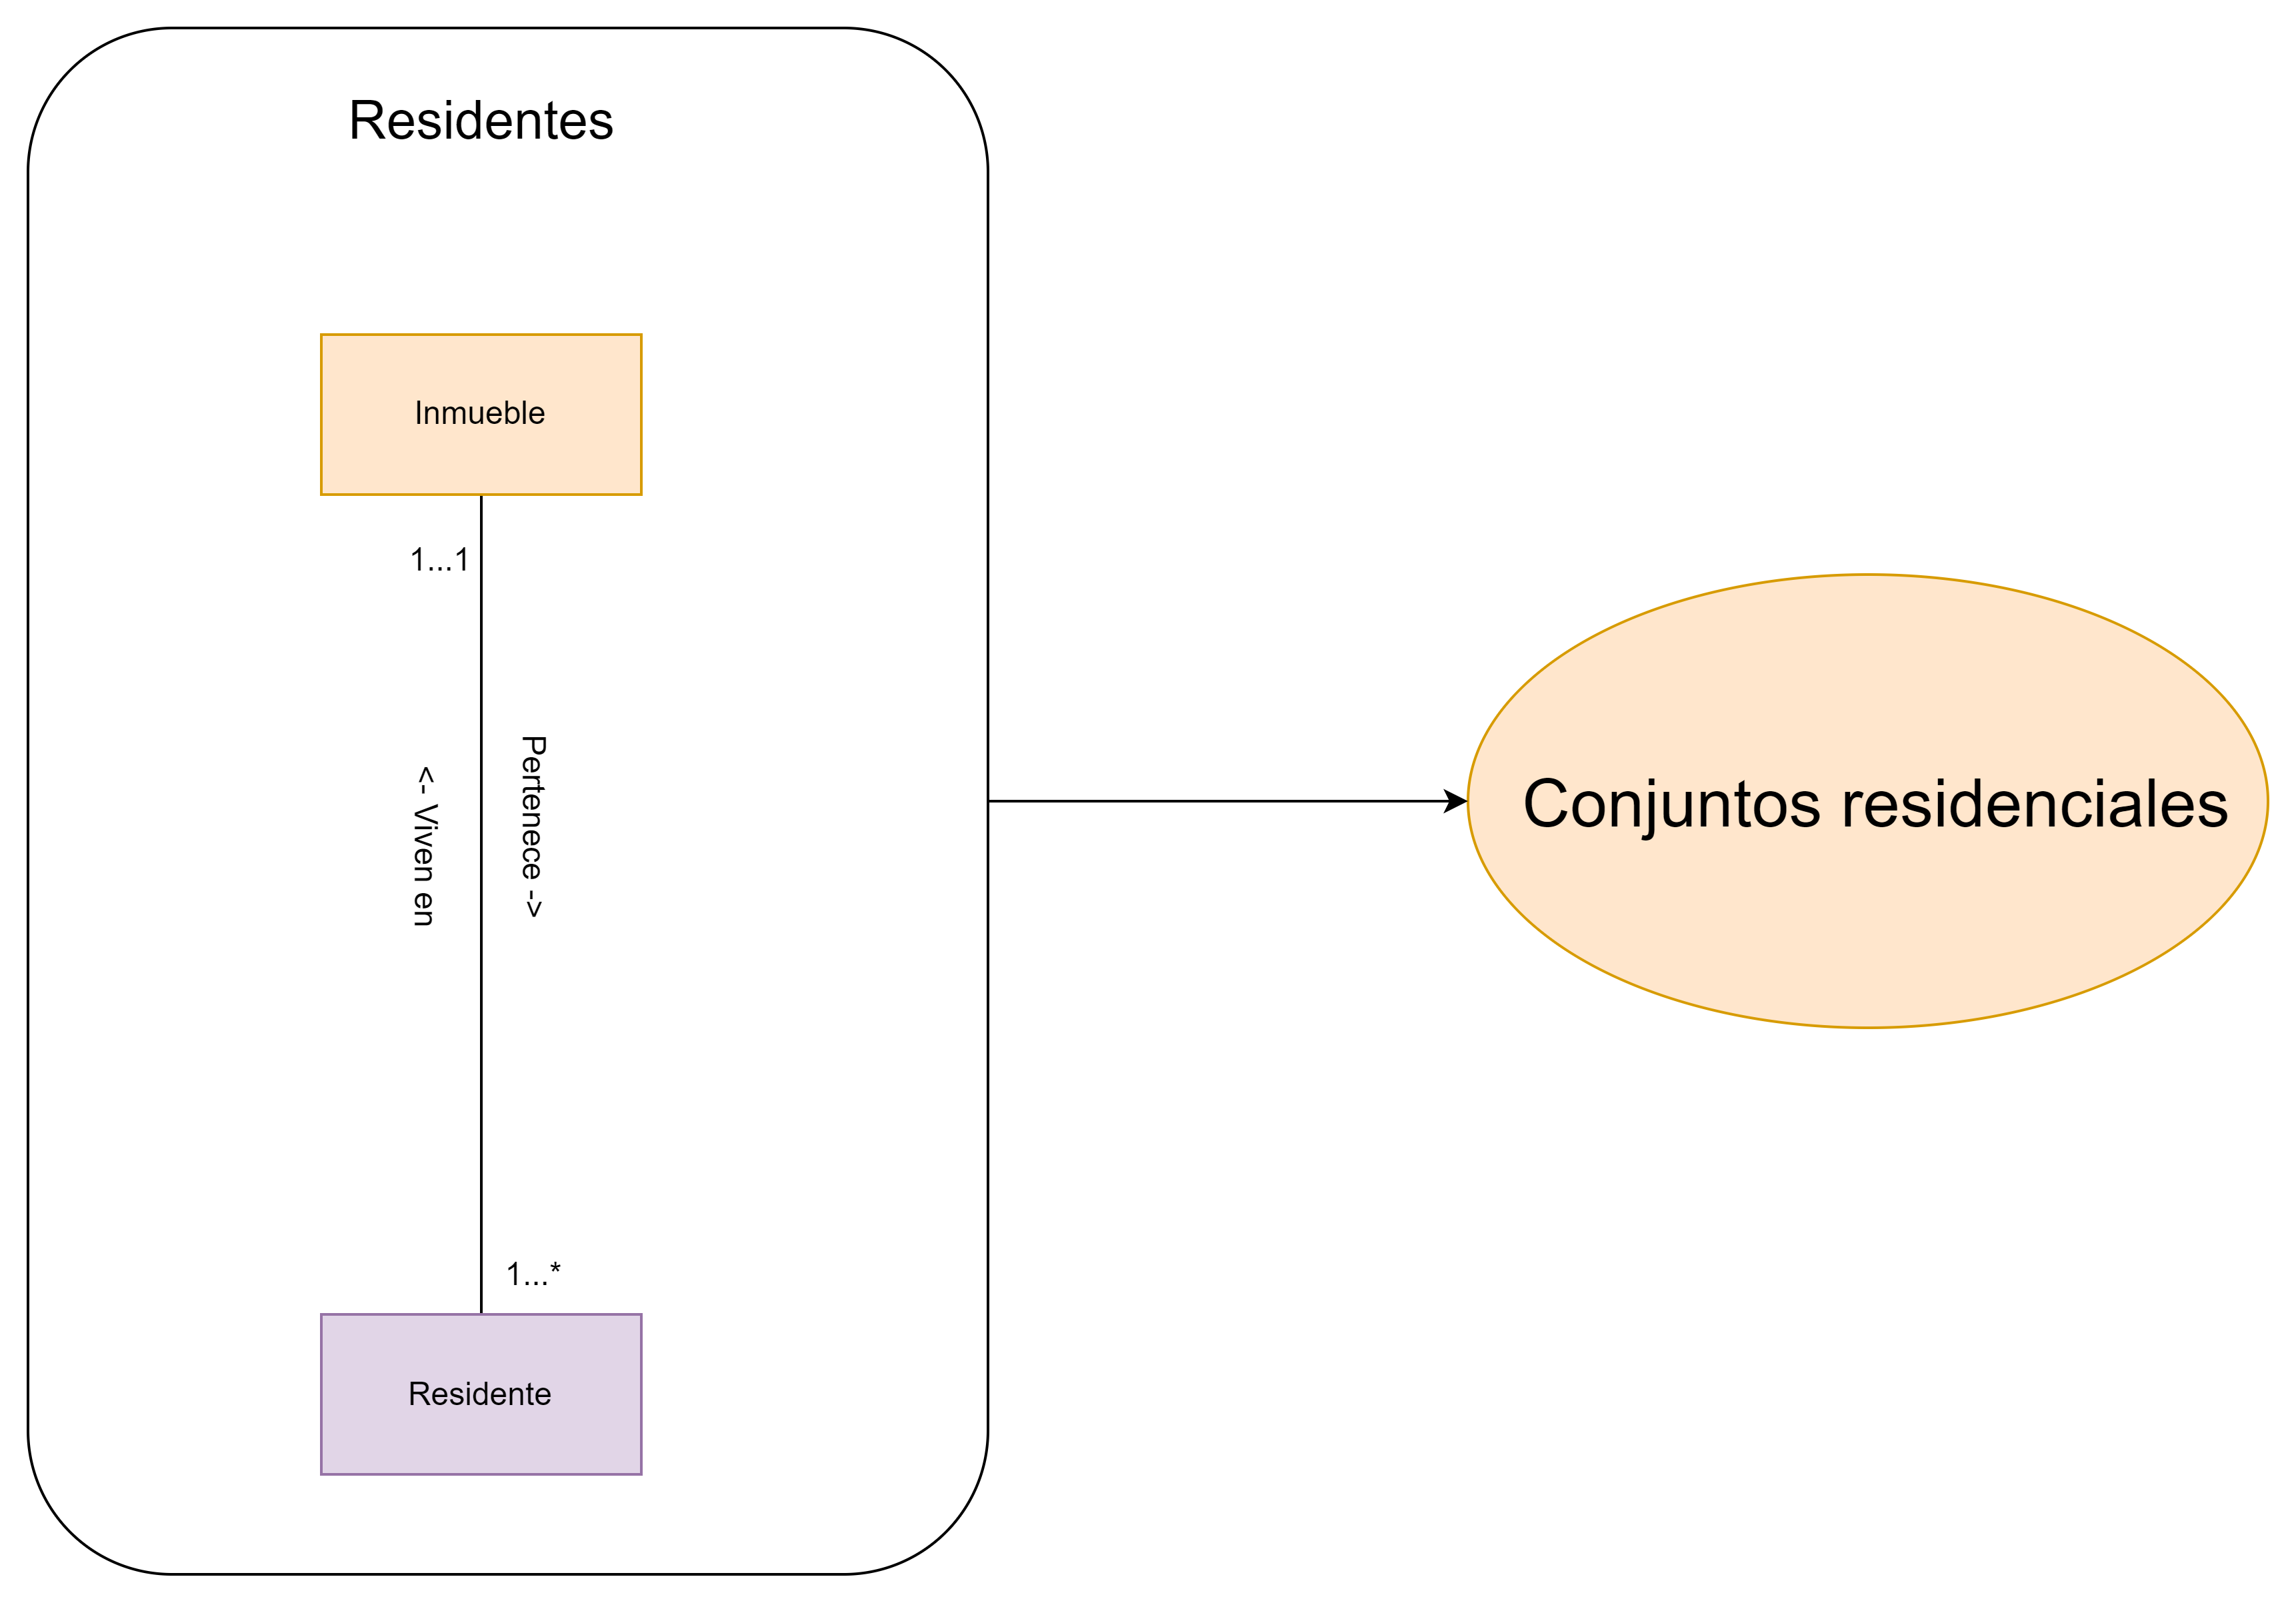 Residentes
Inmueble
1...1
<- Viven en
Pertenece ->
Conjuntos residenciales
1...*
Residente